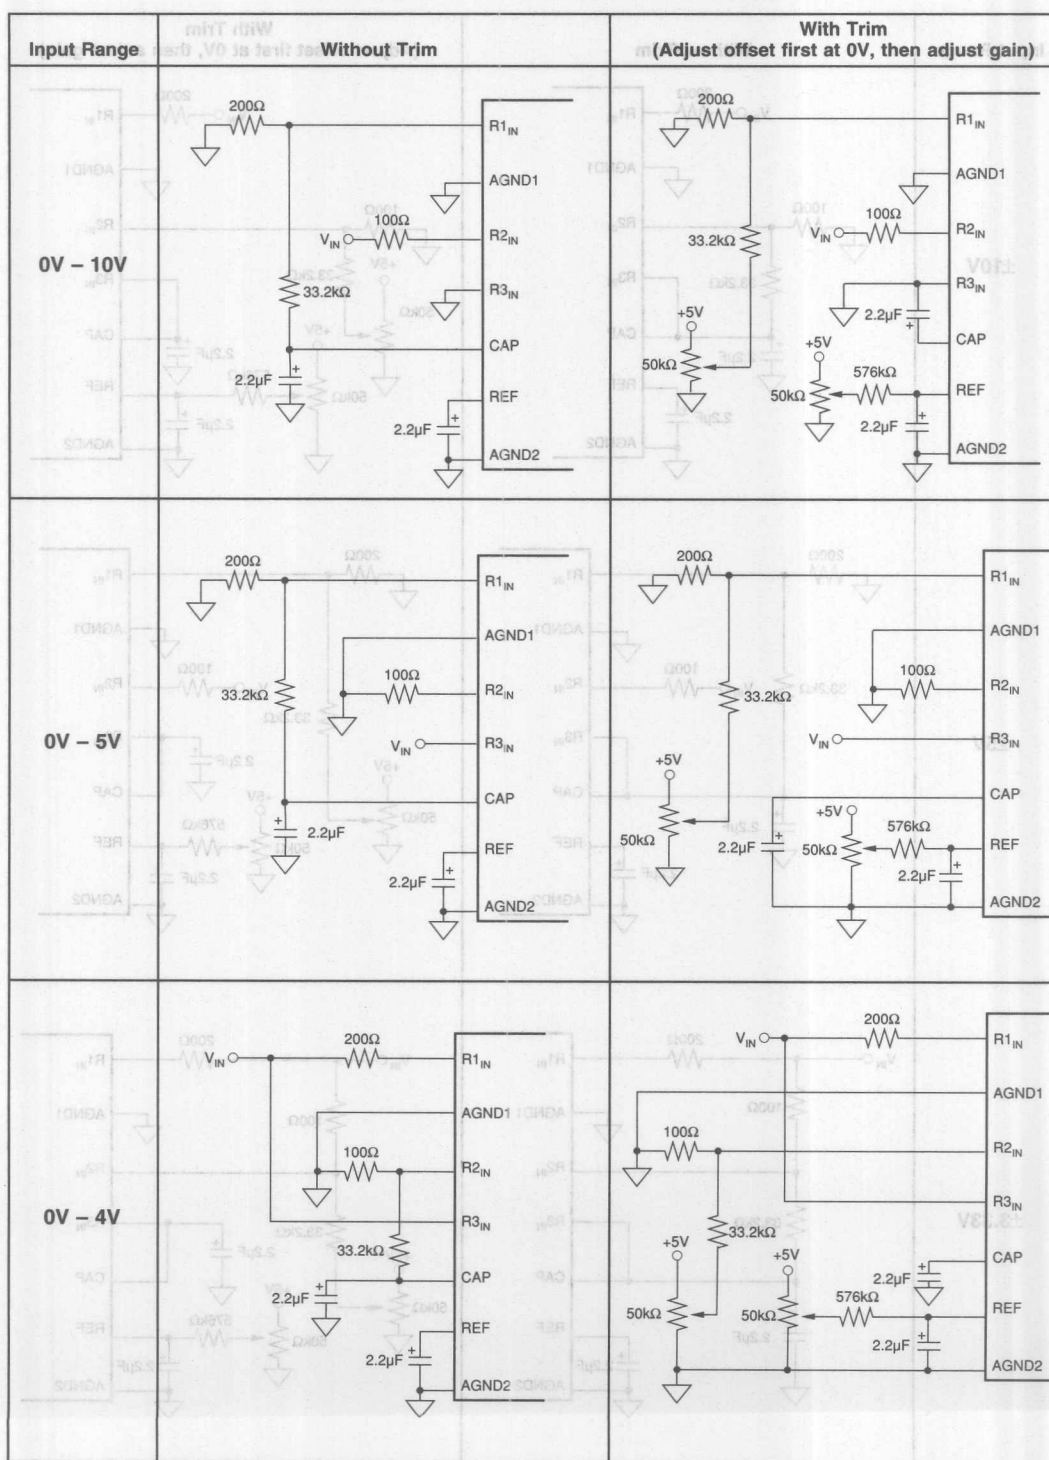 Input Range
Without Trim
With Trim
(Adjust offset first at 0V, then adjust gain)
0V – 10V
200Ω
R1IN
AGND1
100Ω
VIN
R2IN
R3IN
33.2kΩ
CAP
2.2µF
+
REF
+
2.2µF
AGND2
200Ω
R1IN
AGND1
100Ω
33.2kΩ
VIN
R2IN
R3IN
2.2µF
+
+5V
CAP
+5V
50kΩ
576kΩ
REF
50kΩ
+
2.2µF
AGND2
0V – 5V
200Ω
R1IN
AGND1
100Ω
33.2kΩ
R2IN
VIN
R3IN
CAP
+
2.2µF
REF
+
2.2µF
AGND2
200Ω
R1IN
AGND1
100Ω
33.2kΩ
R2IN
VIN
R3IN
+5V
CAP
+5V
576kΩ
50kΩ
2.2µF
+
50kΩ
REF
+
2.2µF
AGND2
0V – 4V
200Ω
VIN
R1IN
AGND1
100Ω
R2IN
R3IN
33.2kΩ
+
CAP
2.2µF
REF
+
2.2µF
AGND2
200Ω
VIN
R1IN
AGND1
100Ω
R2IN
R3IN
33.2kΩ
+5V
+5V
CAP
+
2.2µF
576kΩ
50kΩ
50kΩ
REF
+
2.2µF
AGND2